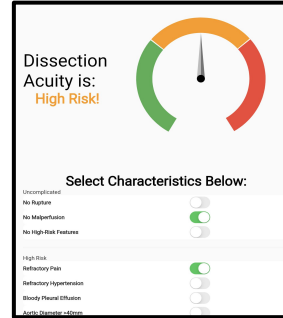 Dissection
Acuity is:
High Risk!
Select Characteristics Below:
Uncomplicated
No Rupture
No Malperfusion
No High-Risk Features
High Risk
Refractory Pain
Refractory Hypertension
Bloody Pleural Effusion
Aortic Diameter >40mm